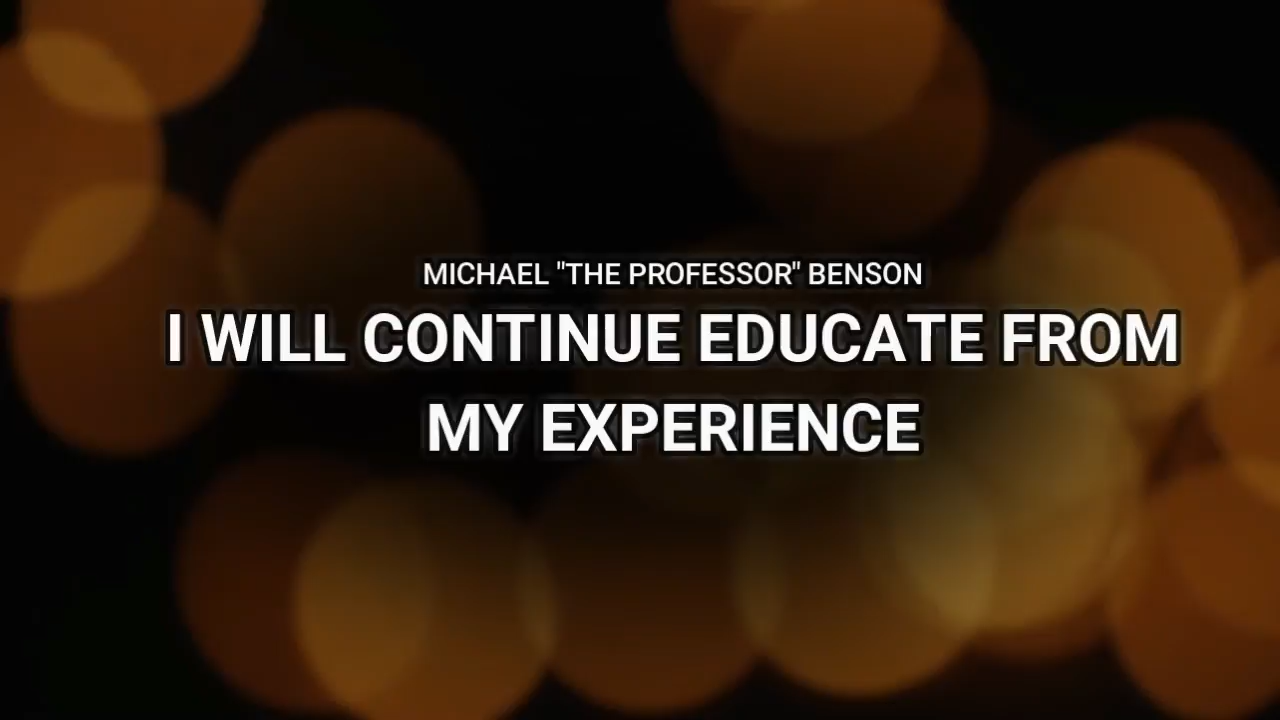 MICHAEL "THE PROFESSOR" BENSON
I WILL CONTINUE EDUCATE FROM
MY EXPERIENCE